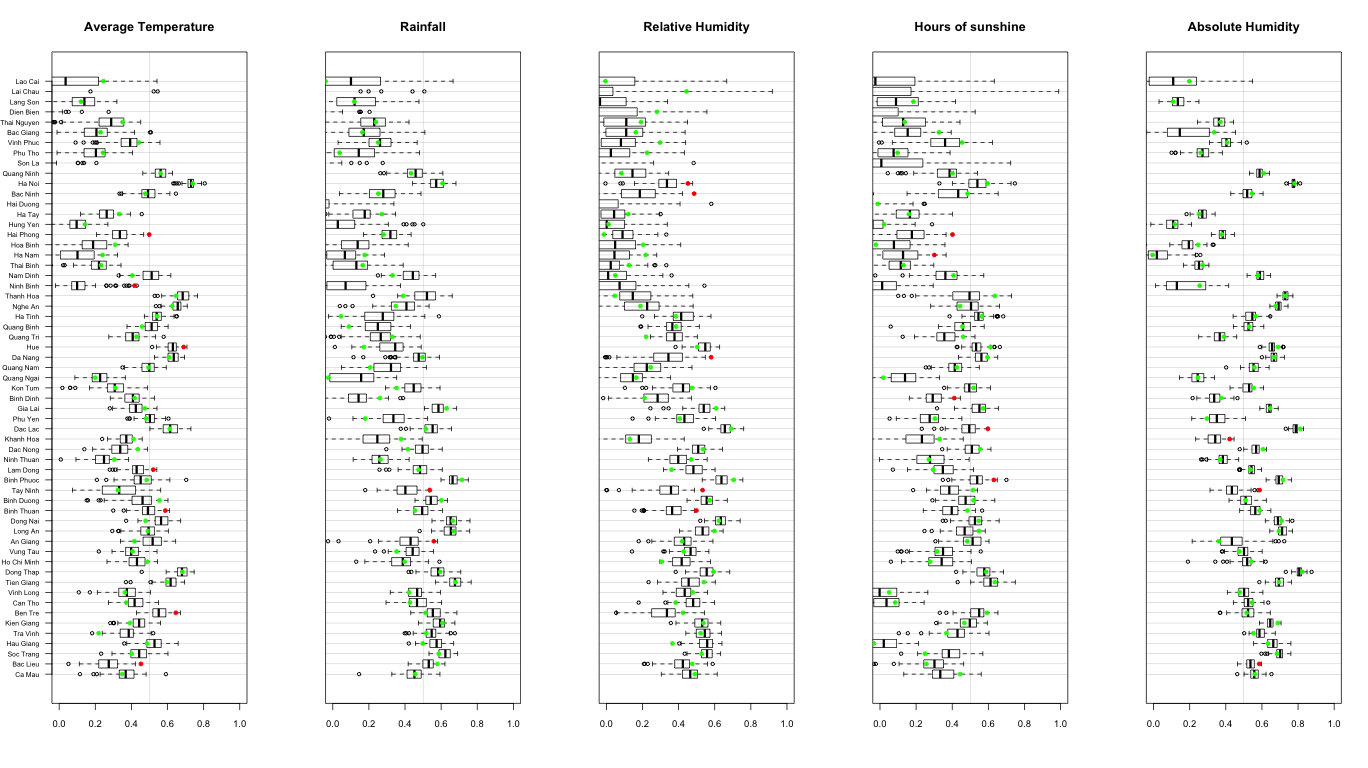 Average Temperature
Rainfall
Relative Humidity
Hours of sunshine
Absolute Humidity
Lao Cai
Lai Chau
Lang Son
Dien Bien
Thai Nguyen
Bac Giang
Vinh Phuc
Phu Tho
Son La
Quang Ninh
Ha Noi
Bac Ninh
Hai Duong
Ha Tay
Hung Yen
Hai Phong
Hoa Binh
Ha Nam
Thai Binh
Nam Dinh
Ninh Binh
Thanh Hoa
Nghe An
Ha Tinh
Quang Binh
Quang Tri
Hue
Da Nang
Quang Nam
Quang Ngai
Kon Tum
Binh Dinh
Gia Lai
Phu Yen
Dac Lac
Khanh Hoa
Dac Nong
Ninh Thuan
Lam Dong
Binh Phuoc
Tay Ninh
Binh Duong
Binh Thuan
Dong Nai
Long An
An Giang
Vung Tau
Ho Chi Minh
Dong Thap
Tien Giang
Vinh Long
Can Tho
Ben Tre
Kien Giang
Tra Vinh
Hau Giang
Soc Trang
Bac Lieu
Ca Mau
0.0 0.2 0.4 0.6 0.8 1.0
0.0 0.2 0.4 0.6 0.8 1.0
0.0 0.2 0.4 0.6 0.8 1.0
0.0 0.2 0.4 0.6 0.8 1.0
0.0 0.2 0.4 0.6 0.8 1.0